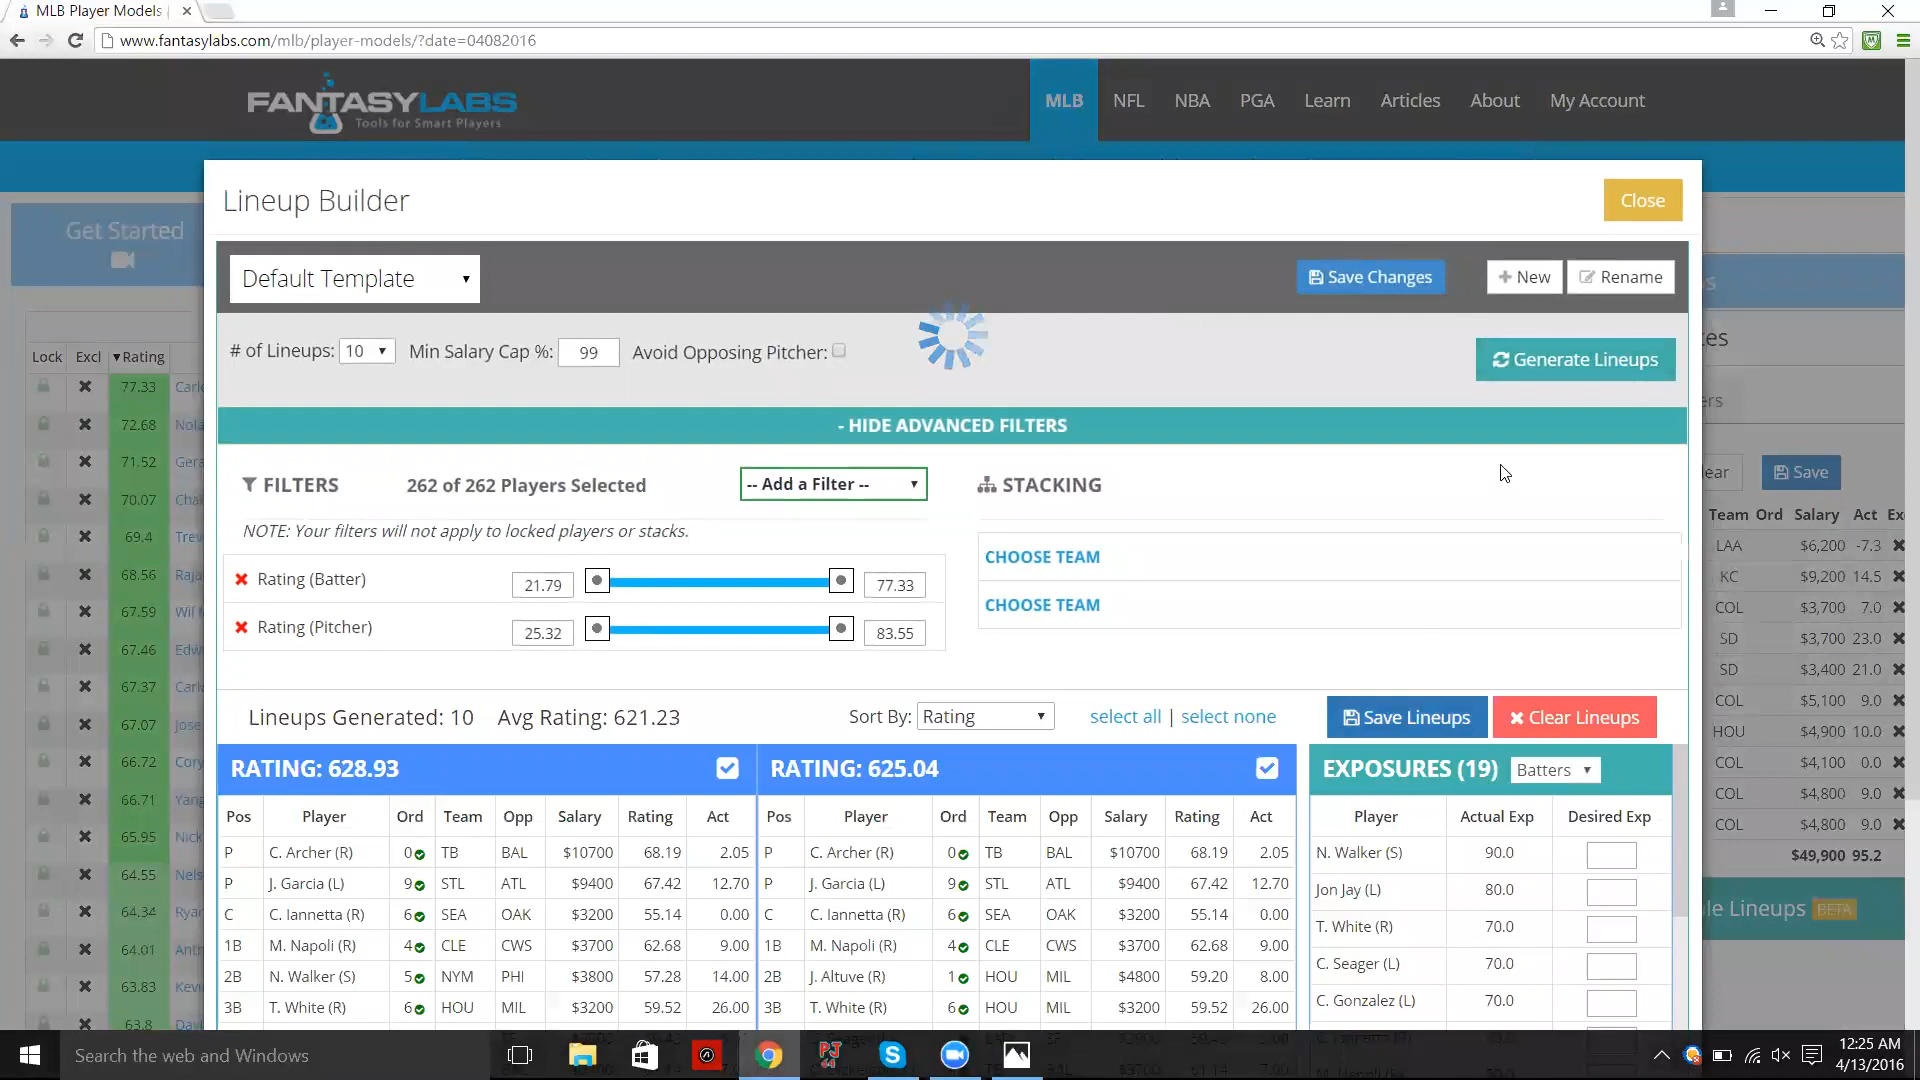 MLB Player Models
www.fantasylabs.com/mlb/player-models/?date=04082016
FANTASYLABS
Tools for Smart Players
MLB NFL NBA PGA Learn Articles About My Account
Get Started
Lineup Builder Close
Default Template Save Changes + New Rename
# of Lineups: 10 Min Salary Cap %: 99 Avoid Opposing Pitcher: Generate Lineups
- HIDE ADVANCED FILTERS
FILTERS 262 of 262 Players Selected -- Add a Filter -- STACKING
NOTE: Your filters will not apply to locked players or stacks.
CHOOSE TEAM
Rating (Batter) 21.79 77.33
CHOOSE TEAM
Rating (Pitcher) 25.32 83.55
Lineups Generated: 10 Avg Rating: 621.23 Sort By: Rating select all | select none Save Lineups Clear Lineups
RATING: 628.93
Pos Player Ord Team Opp Salary Rating Act
P C. Archer (R) 0 TB BAL $10700 68.19 2.05
P J. Garcia (L) 9 STL ATL $9400 67.42 12.70
C C. Iannetta (R) 6 SEA OAK $3200 55.14 0.00
1B M. Napoli (R) 4 CLE CWS $3700 62.68 9.00
2B N. Walker (S) 5 NYM PHI $3800 57.28 14.00
3B T. White (R) 6 HOU MIL $3200 59.52 26.00
RATING: 625.04
Pos Player Ord Team Opp Salary Rating Act
P C. Archer (R) 0 TB BAL $10700 68.19 2.05
P J. Garcia (L) 9 STL ATL $9400 67.42 12.70
C C. Iannetta (R) 6 SEA OAK $3200 55.14 0.00
1B M. Napoli (R) 4 CLE CWS $3700 62.68 9.00
2B J. Altuve (R) 1 HOU MIL $4800 59.20 8.00
3B T. White (R) 6 HOU MIL $3200 59.52 26.00
EXPOSURES (19) Batters
Player Actual Exp Desired Exp
N. Walker (S) 90.0
Jon Jay (L) 80.0
T. White (R) 70.0
C. Seager (L) 70.0
C. Gonzalez (L) 70.0
Lock Excl Rating
77.33
72.68
71.52
70.07
69.4
68.56
67.59
67.46
67.37
67.07
66.72
66.71
65.95
64.55
64.34
64.01
63.83
63.8
Save
Team Ord Salary Act
LAA $6,200 -7.3
KC $9,200 14.5
COL $3,700 7.0
SD $3,700 23.0
SD $3,400 21.0
COL $5,100 9.0
HOU $4,900 10.0
COL $4,100 0.0
COL $4,800 9.0
COL $4,800 9.0
$49,900 95.2
Lineups BETA
Search the web and Windows
12:25 AM
4/13/2016